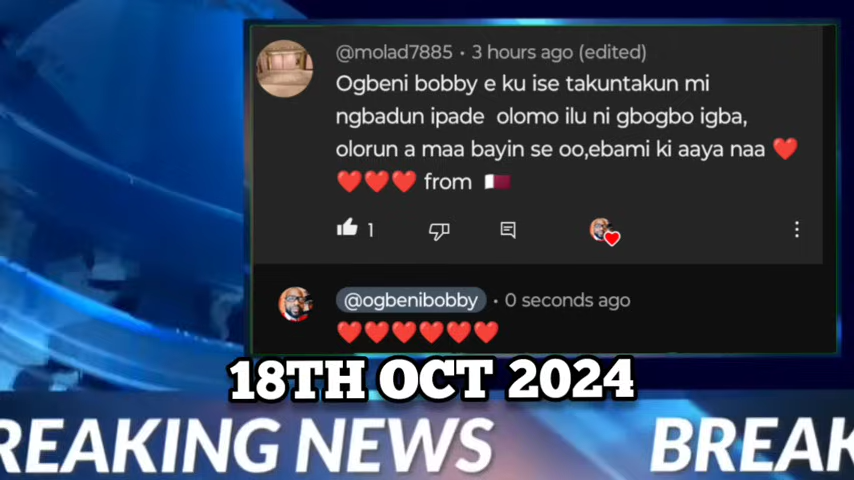 @molad7885 · 3 hours ago (edited)
Ogbeni bobby e ku ise takuntakun mi
ngbadun ipade olomo ilu ni gbogbo igba,
olorun a maa bayin se oo,ebami ki aaya naa ❤️
❤️❤️❤️ from 🇶🇦
1
@ogbenibobby · 0 seconds ago
❤️❤️❤️❤️❤️❤️
18TH OCT 2024
REAKING NEWS BREAK